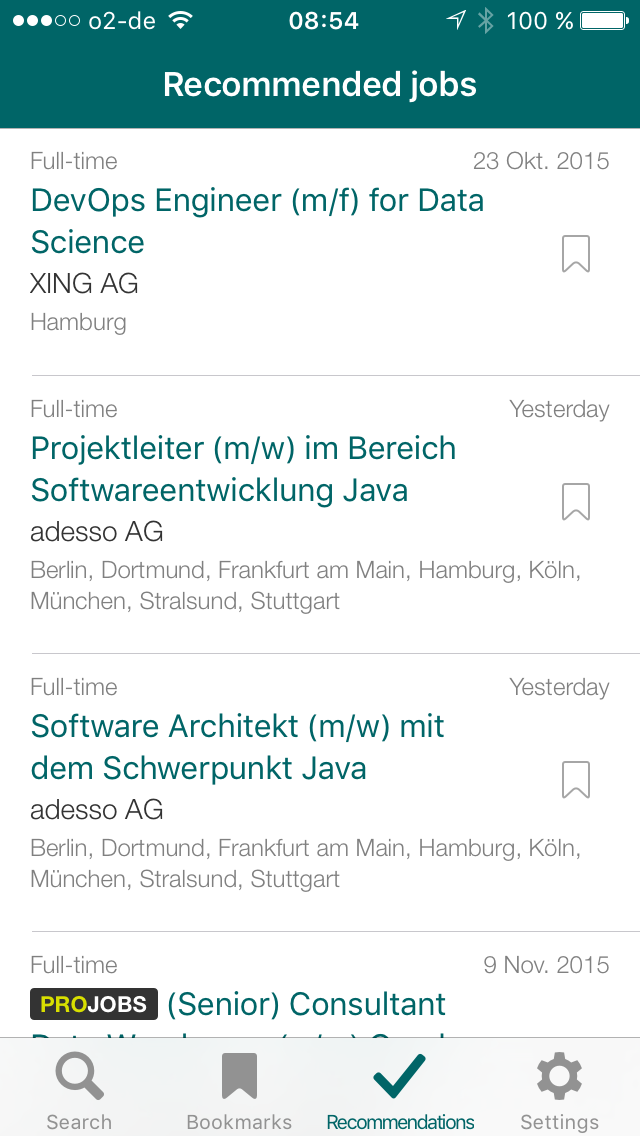 o2-de 08:54 100 %
Recommended jobs
Full-time 23 Okt. 2015
DevOps Engineer (m/f) for Data
Science
XING AG
Hamburg
Full-time Yesterday
Projektleiter (m/w) im Bereich
Softwareentwicklung Java
adesso AG
Berlin, Dortmund, Frankfurt am Main, Hamburg, Köln,
München, Stralsund, Stuttgart
Full-time Yesterday
Software Architekt (m/w) mit
dem Schwerpunkt Java
adesso AG
Berlin, Dortmund, Frankfurt am Main, Hamburg, Köln,
München, Stralsund, Stuttgart
Full-time 9 Nov. 2015
PROJOBS (Senior) Consultant
Search Bookmarks Recommendations Settings